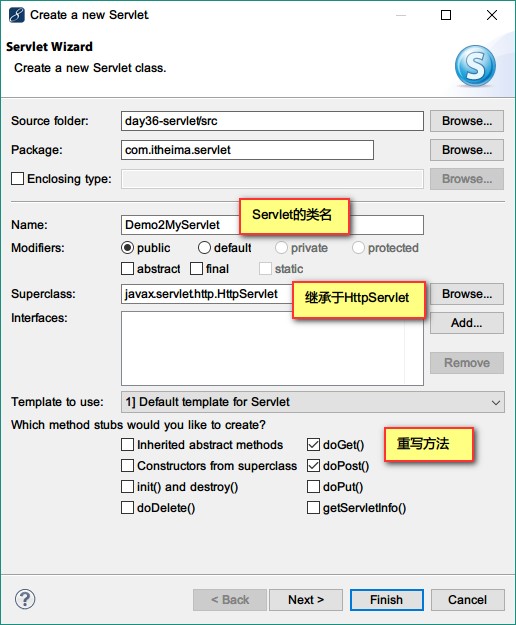 Create a new Servlet.
Servlet Wizard
Create a new Servlet class.
Source folder: day36-servlet/src Browse...
Package: com.itheima.servlet Browse...
Enclosing type: Browse...
Servlet的类名
Name: Demo2MyServlet
Modifiers: public default private protected
abstract final static
Superclass: javax.servlet.http.HttpServlet 继承于HttpServlet Browse...
Interfaces: Add...
Remove
Template to use: 1] Default template for Servlet
Which method stubs would you like to create?
Inherited abstract methods doGet() 重写方法
Constructors from superclass doPost()
init() and destroy() doPut()
doDelete() getServletInfo()
? < Back Next > Finish Cancel